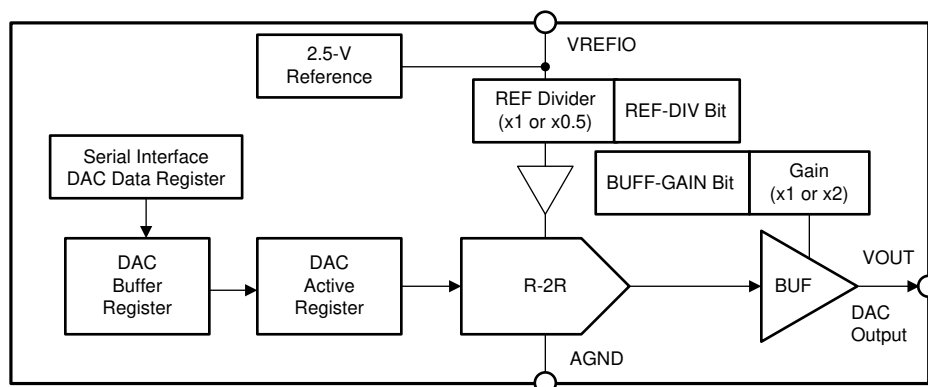 VREFIO
2.5-V
Reference
REF Divider
(x1 or x0.5)
REF-DIV Bit
Serial Interface
DAC Data Register
BUFF-GAIN Bit
Gain
(x1 or x2)
DAC
Buffer
Register
DAC
Active
Register
R-2R
BUF
VOUT
DAC
Output
AGND